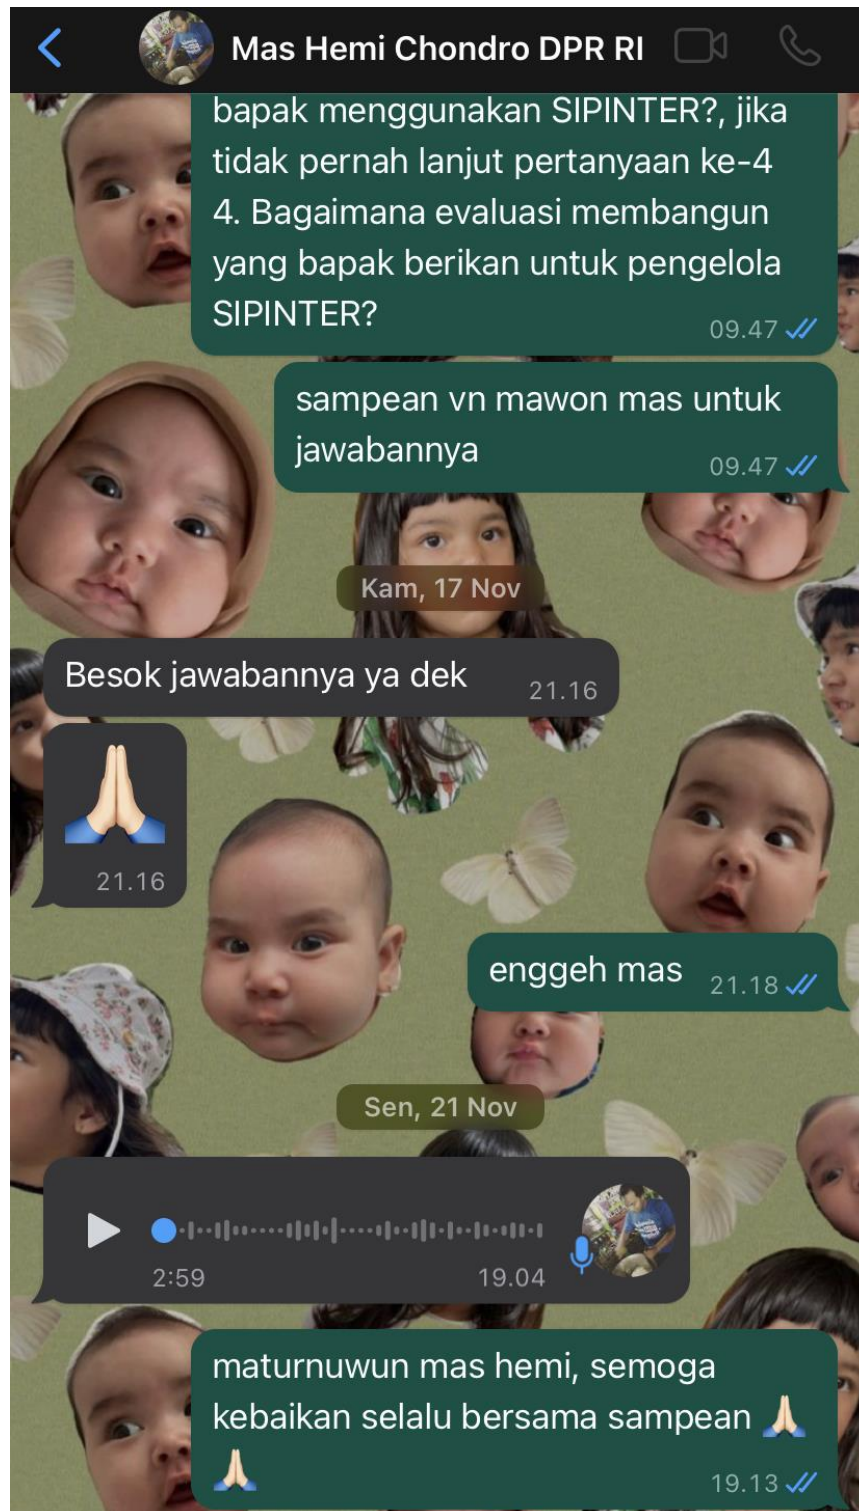 Mas Hemi Chondro DPR RI
bapak menggunakan SIPINTER?, jika
tidak pernah lanjut pertanyaan ke-4
4. Bagaimana evaluasi membangun
yang bapak berikan untuk pengelola
SIPINTER?
09.47
sampean vn mawon mas untuk
jawabannya
09.47
Kam, 17 Nov
Besok jawabannya ya dek
21.16
🙏🏻
21.16
enggeh mas
21.18
Sen, 21 Nov
2:59
19.04
maturnuwun mas hemi, semoga
kebaikan selalu bersama sampean 🙏🏻
🙏🏻
19.13